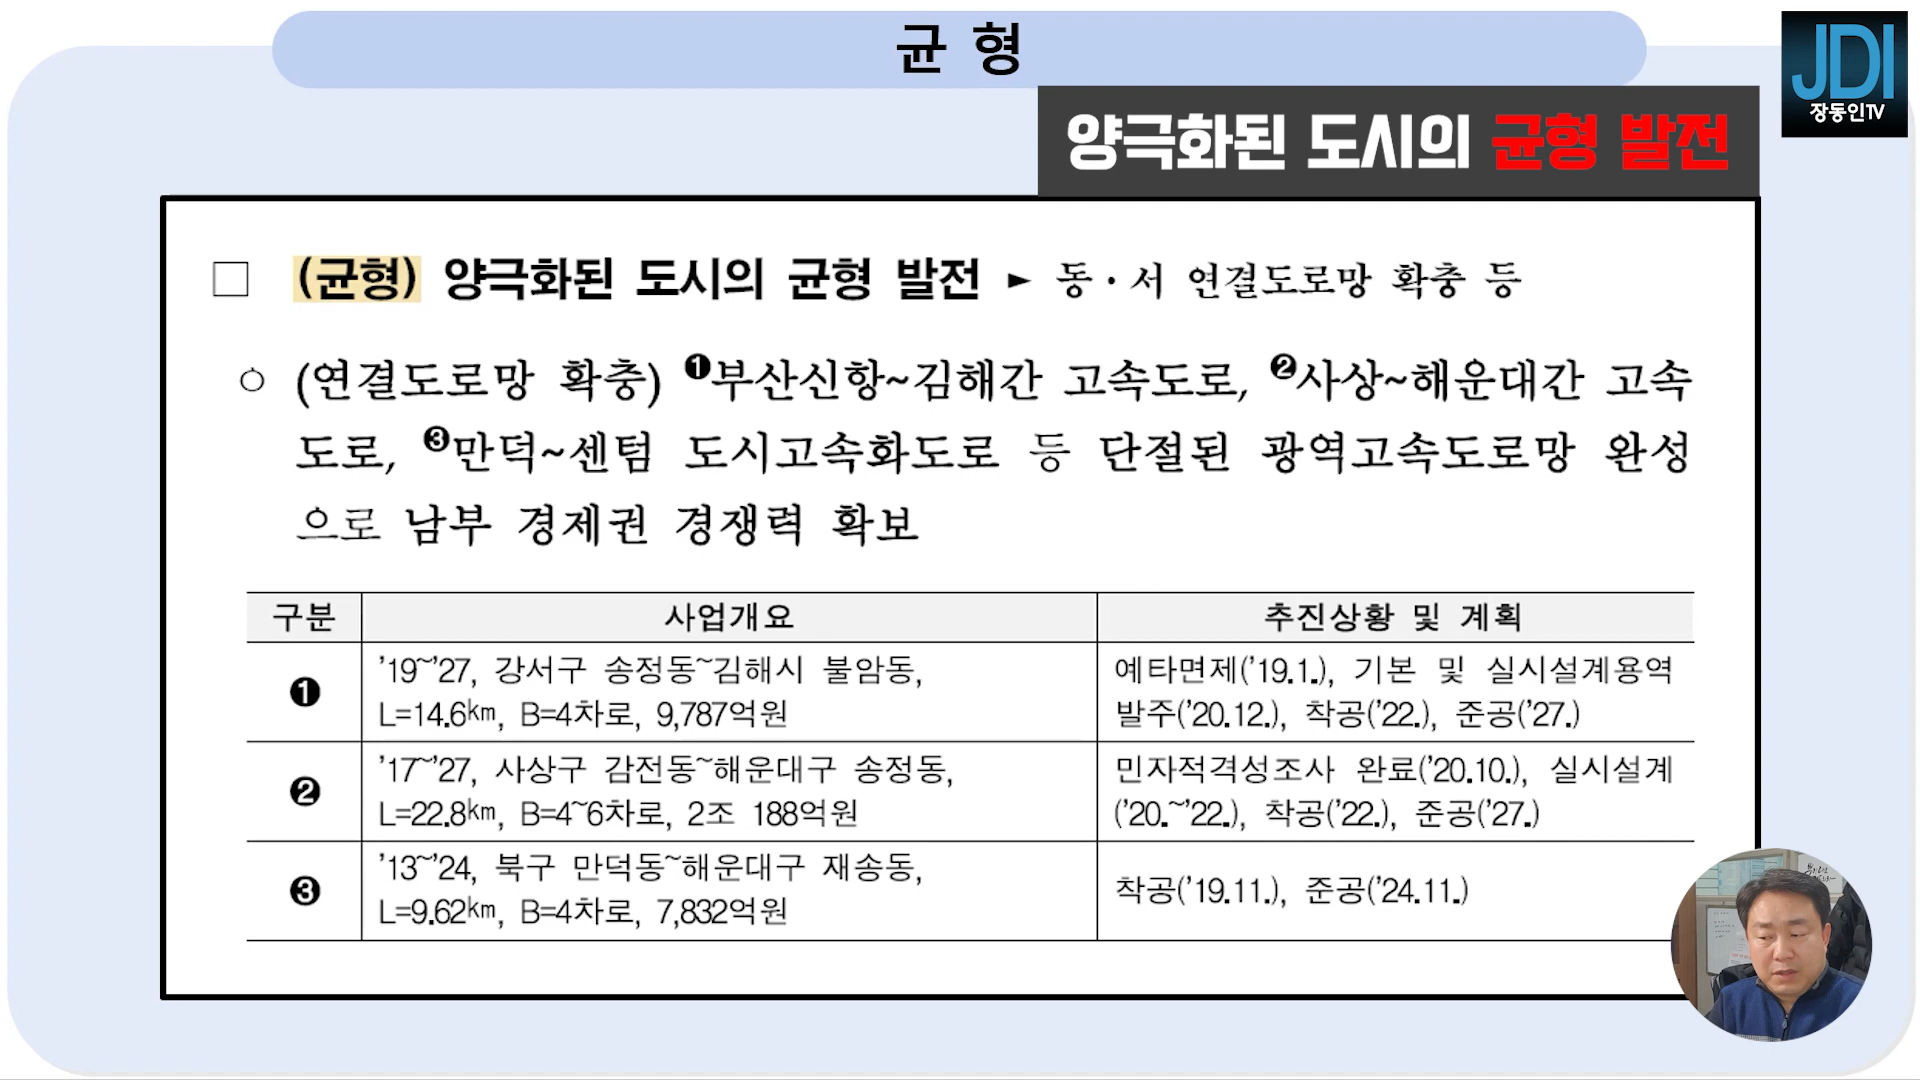 균 형
JDI
장동인TV
양극화된 도시의 균형 발전
□ (균형) 양극화된 도시의 균형 발전 ► 동·서 연결도로망 확충 등
○ (연결도로망 확충) ❶부산신항~김해간 고속도로, ❷사상~해운대간 고속
도로, ❸만덕~센텀 도시고속화도로 등 단절된 광역고속도로망 완성
으로 남부 경제권 경쟁력 확보
구분 사업개요 추진상황 및 계획
❶
'19~'27, 강서구 송정동~김해시 불암동,
L=14.6㎞, B=4차로, 9,787억원
예타면제('19.1.), 기본 및 실시설계용역
발주('20.12.), 착공('22.), 준공('27.)
❷
'17~'27, 사상구 감전동~해운대구 송정동,
L=22.8㎞, B=4~6차로, 2조 188억원
민자적격성조사 완료('20.10.), 실시설계
('20.~'22.), 착공('22.), 준공('27.)
❸
'13~'24, 북구 만덕동~해운대구 재송동,
L=9.62㎞, B=4차로, 7,832억원
착공('19.11.), 준공('24.11.)